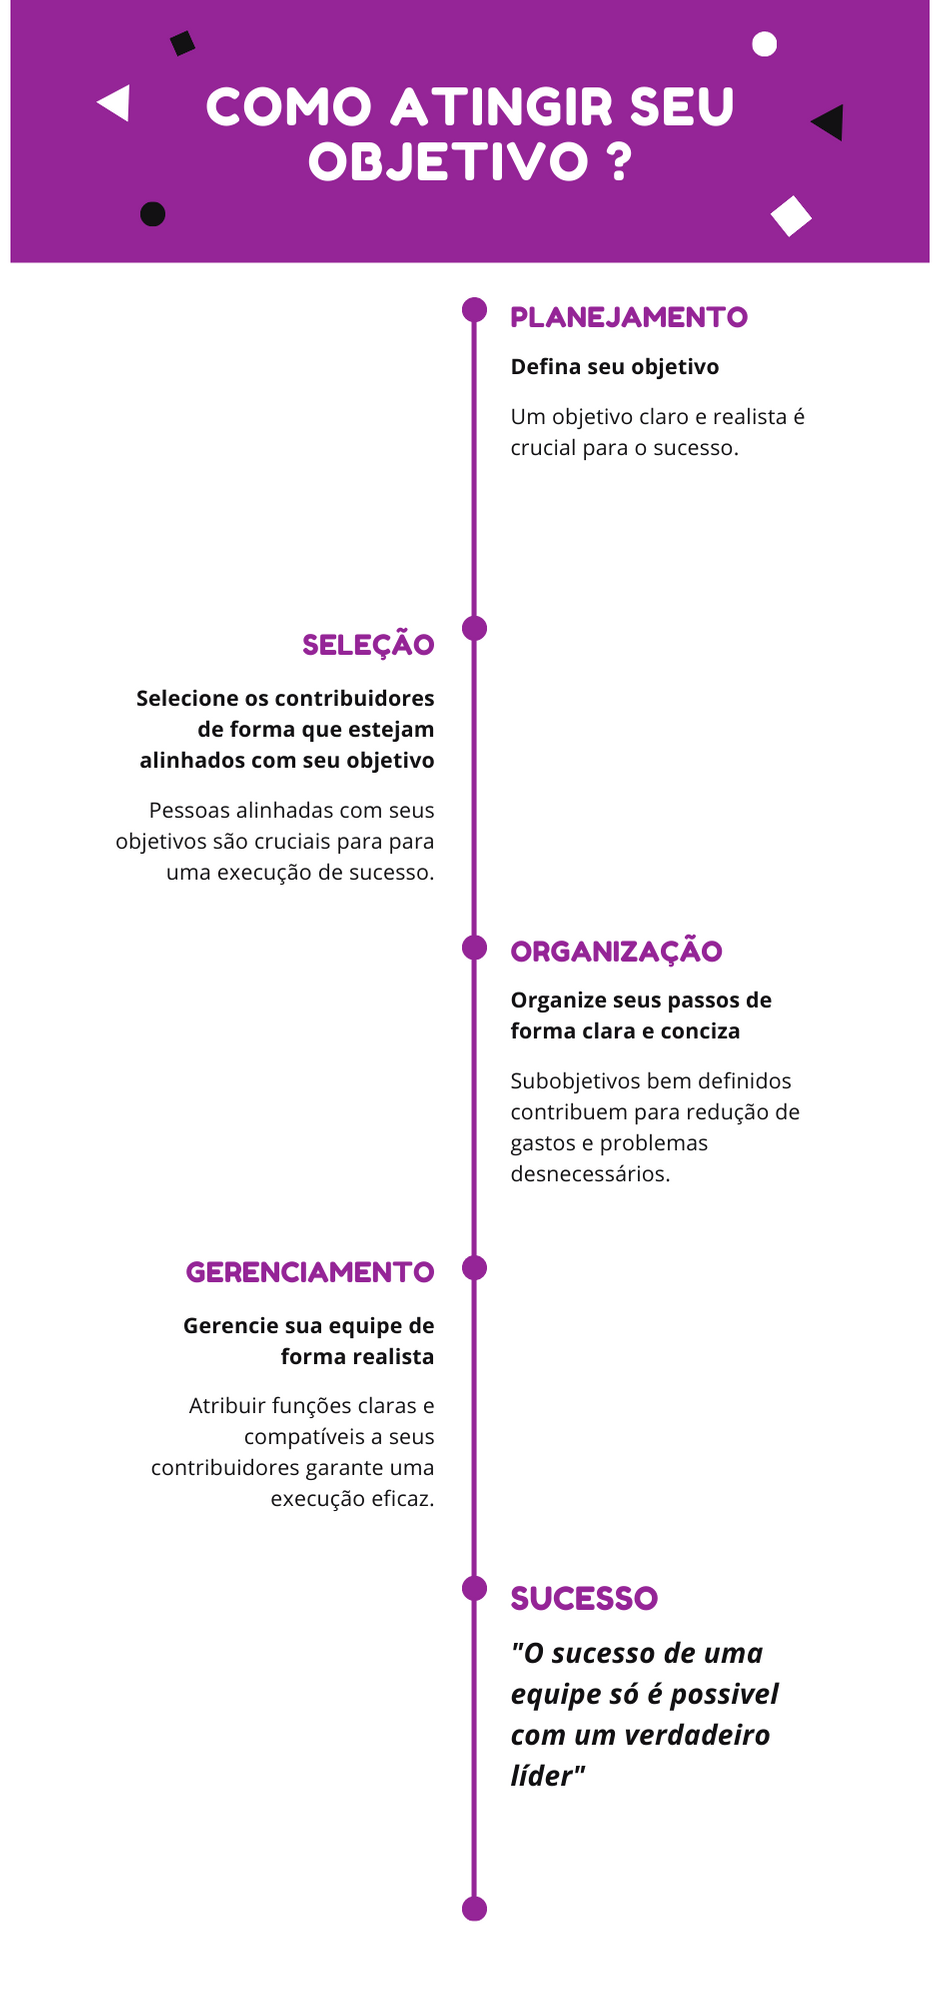 COMO ATINGIR SEU
OBJETIVO ?
PLANEJAMENTO
Defina seu objetivo
Um objetivo claro e realista é
crucial para o sucesso.
SELEÇÃO
Selecione os contribuidores
de forma que estejam
alinhados com seu objetivo
Pessoas alinhadas com seus
objetivos são cruciais para para
uma execução de sucesso.
ORGANIZAÇÃO
Organize seus passos de
forma clara e conciza
Subobjetivos bem definidos
contribuem para redução de
gastos e problemas
desnecessários.
GERENCIAMENTO
Gerencie sua equipe de
forma realista
Atribuir funções claras e
compatíveis a seus
contribuidores garante uma
execução eficaz.
SUCESSO
"O sucesso de uma
equipe só é possivel
com um verdadeiro
líder"